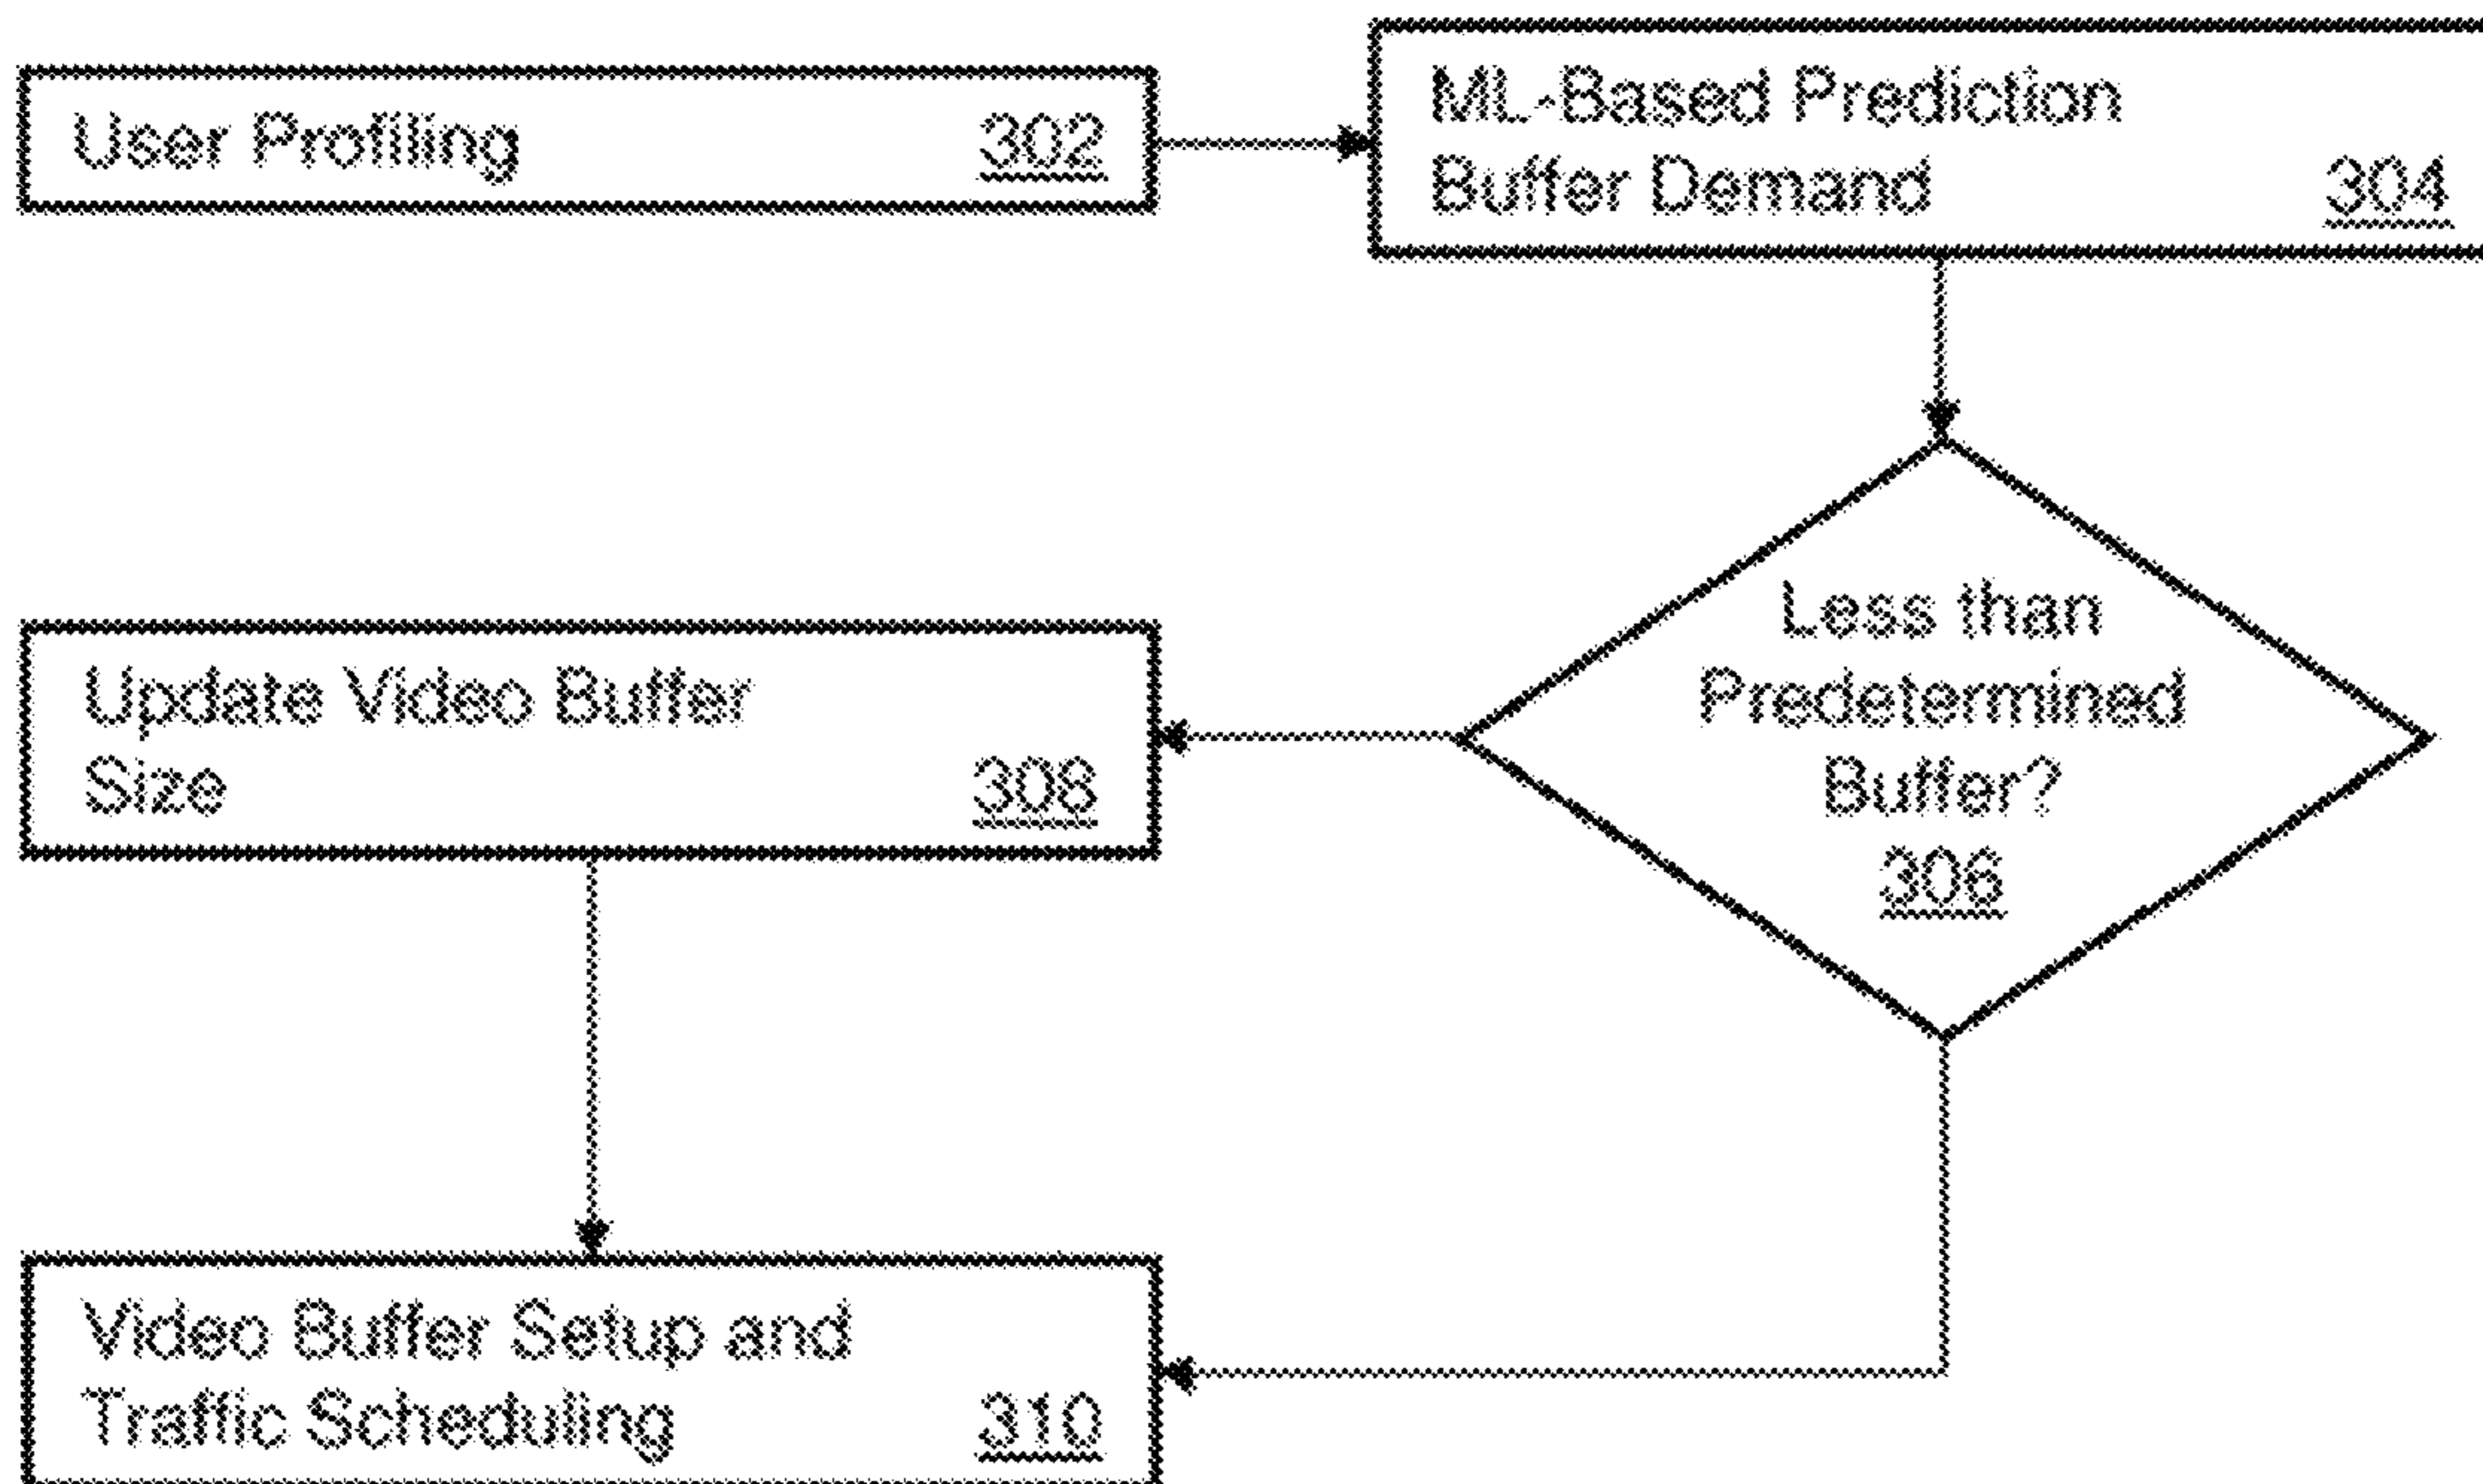 User Profiling 302
ML-Based Prediction
Buffer Demand 304
Less than
Predetermined
Buffer?
306
Update Video Buffer
Size 308
Video Buffer Setup and
Traffic Scheduling 310